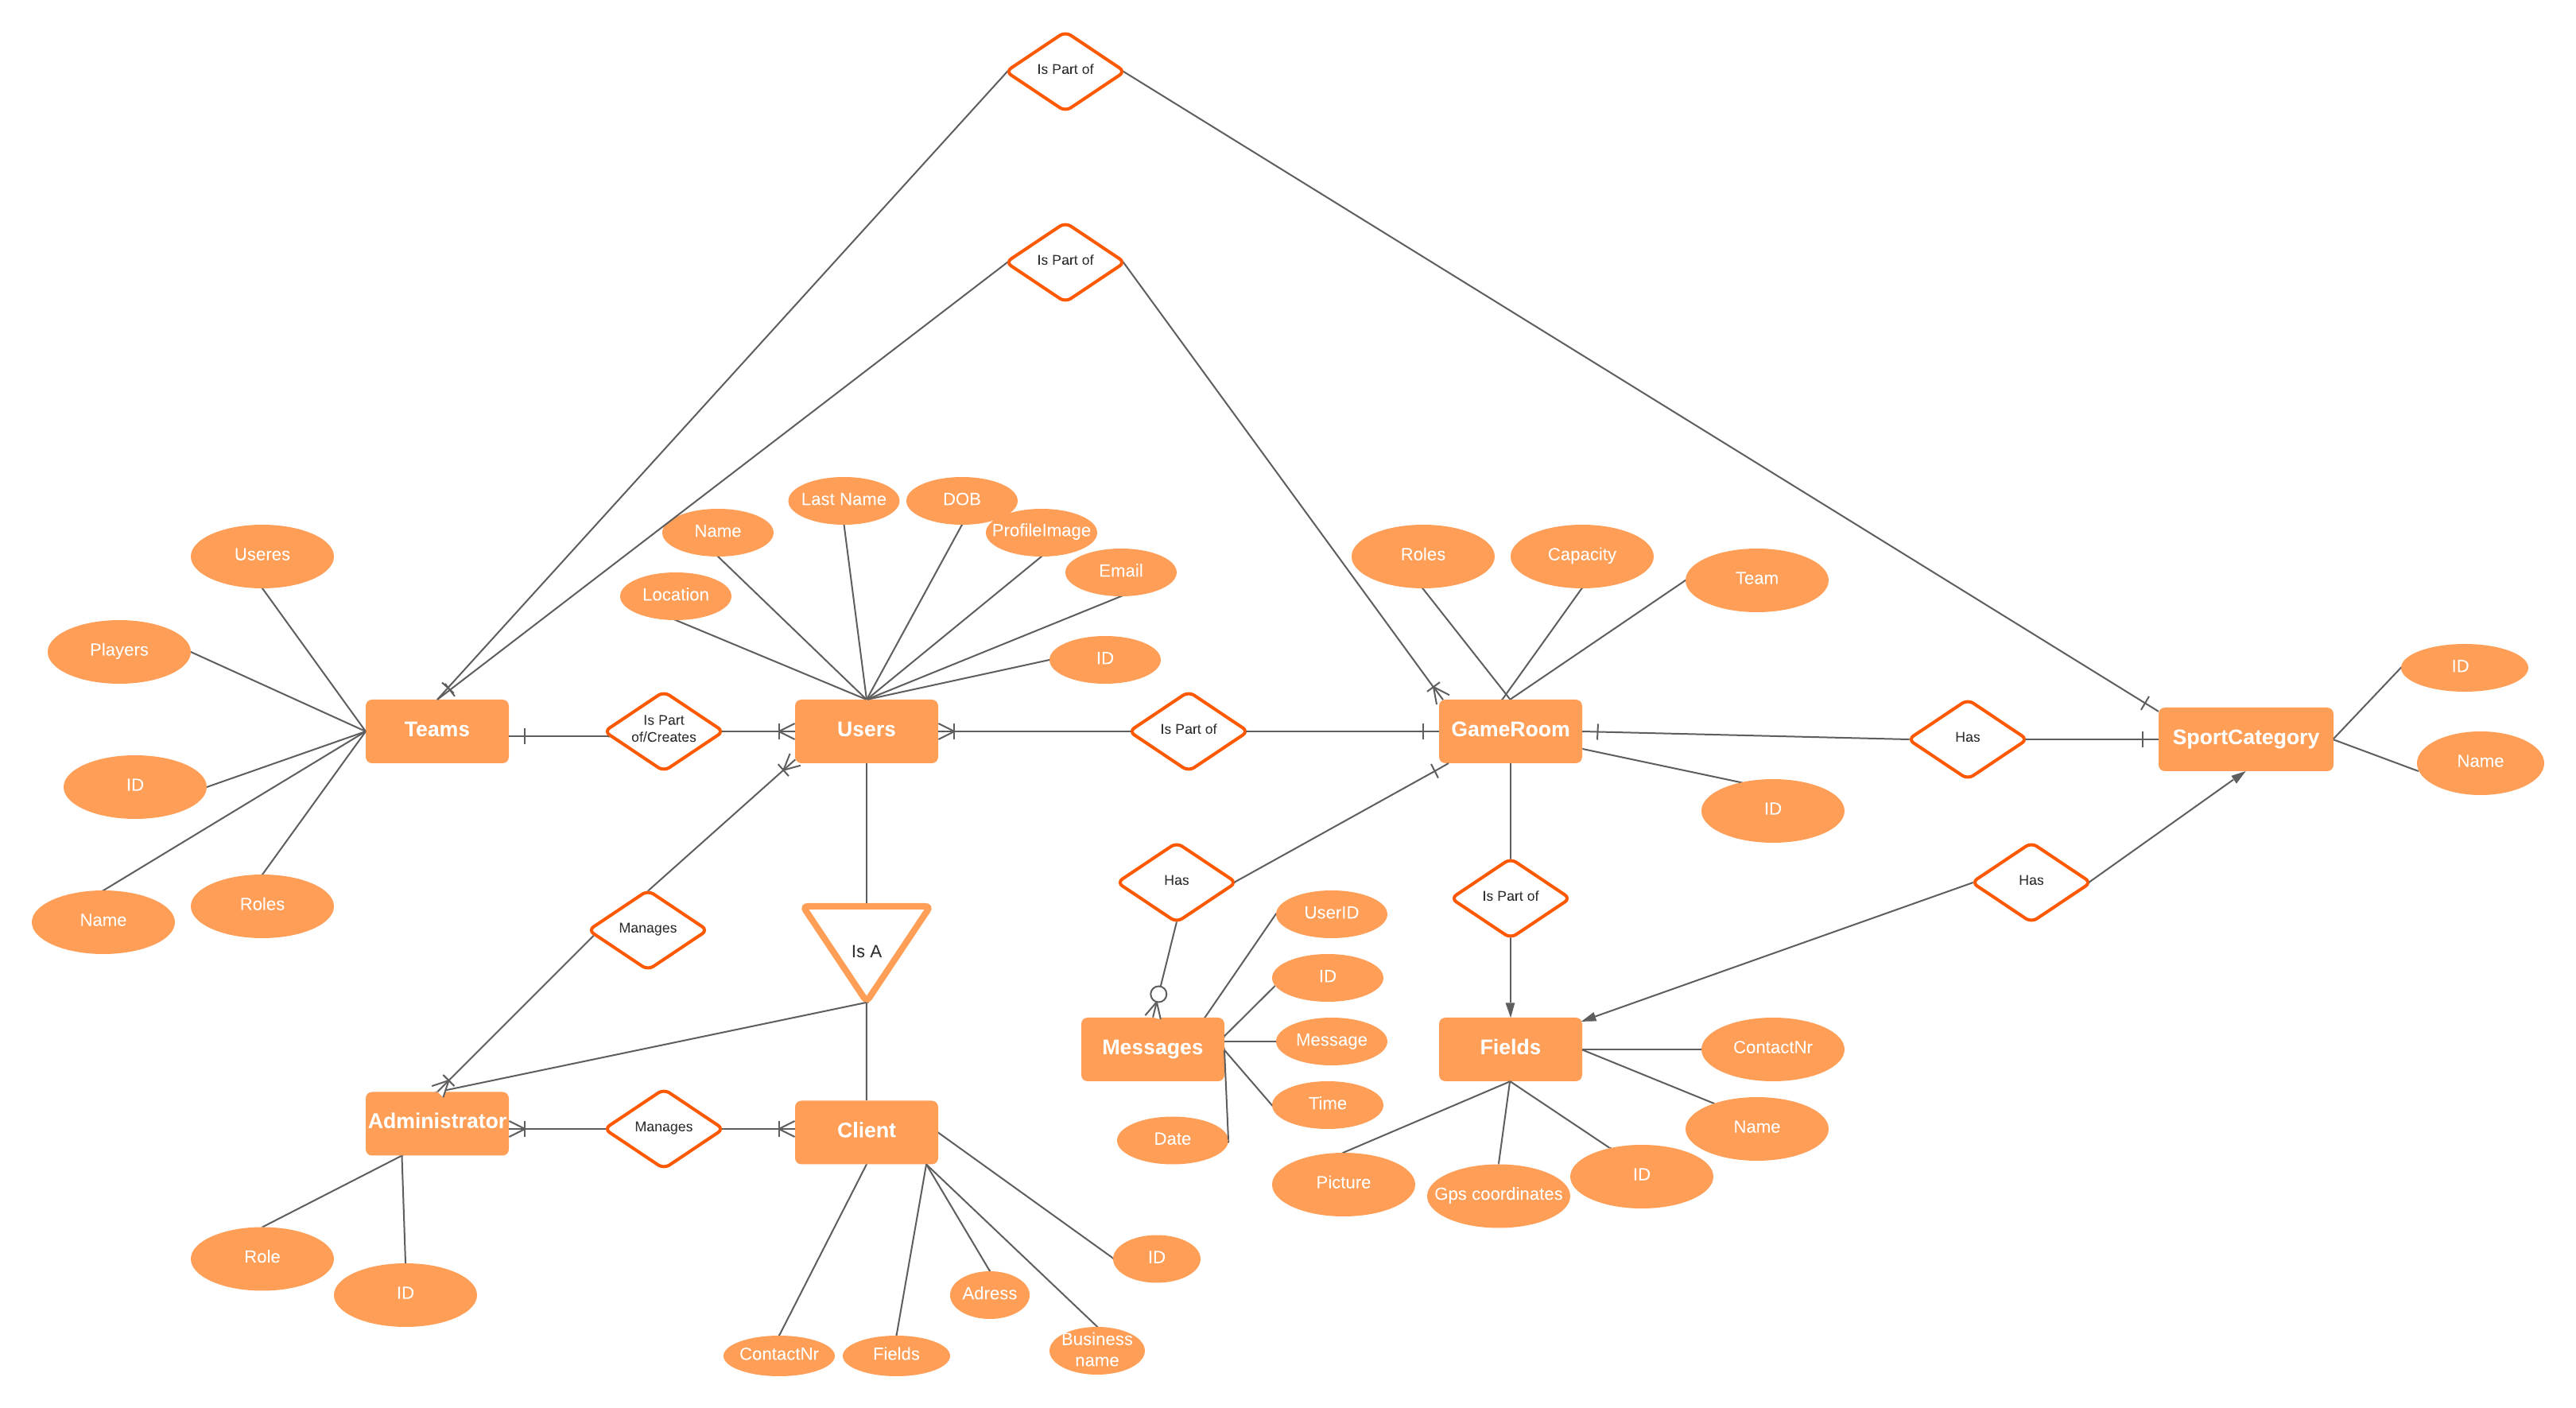 Is Part of
Is Part of
Last Name
DOB
Name
ProfileImage
Useres
Roles
Capacity
Email
Team
Location
Players
ID
ID
Teams
Is Part
of/Creates
Users
Is Part of
GameRoom
Has
SportCategory
Name
ID
ID
Has
Is Part of
Has
Name
Roles
Manages
UserID
Is A
ID
Messages
Message
Fields
ContactNr
Administrator
Manages
Client
Time
Name
Date
Picture
Gps coordinates
ID
Role
ID
ID
Adress
ContactNr
Fields
Business
name